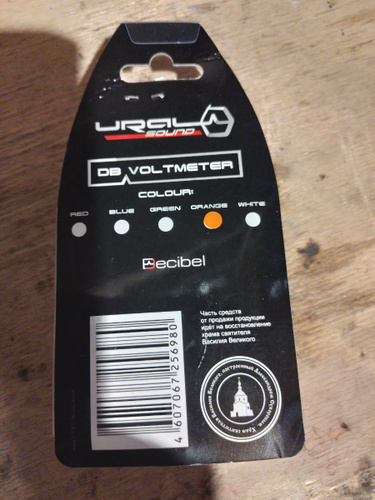 URAL
SOUND
DB VOLTMETER
COLOUR:
RED BLUE GREEN ORANGE WHITE
Decibel
Часть средств
от продажи продукции
идёт на восстановление
храма святителя
Василия Великого
4 607067 256980